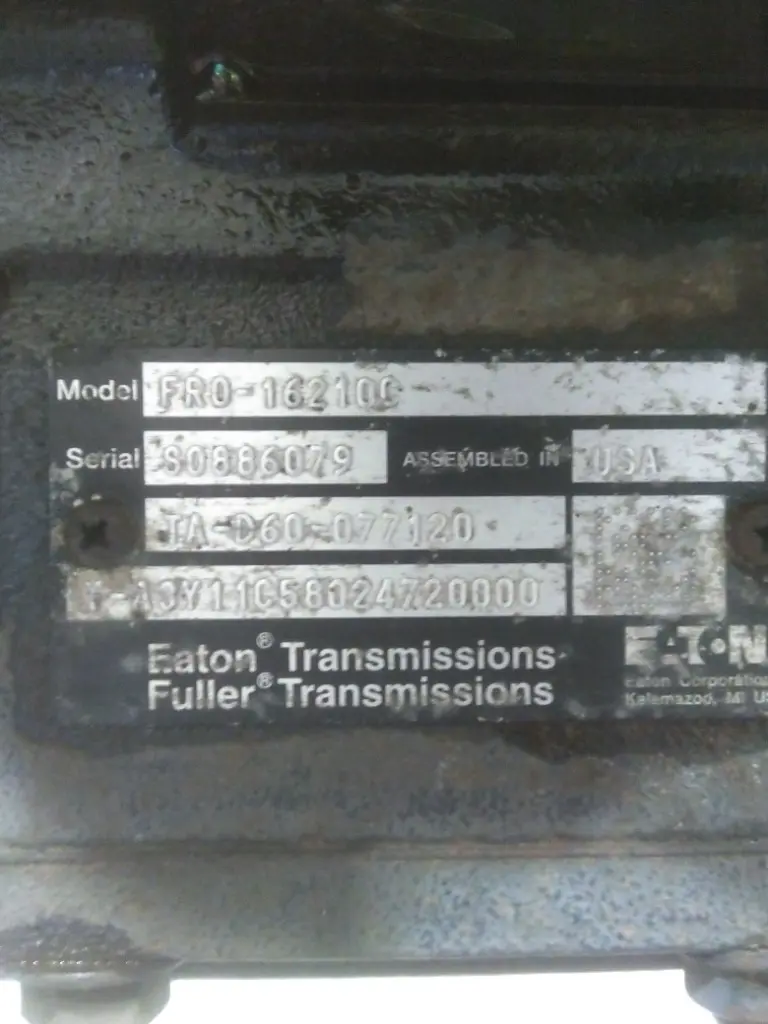 Model FRO-16210C
Serial S0886079 ASSEMBLED IN USA
TA-D60-077120
A3Y11C58024720000
Eaton® Transmissions
Fuller® Transmissions
EATON
Eaton Corporation
Kalamazoo, MI